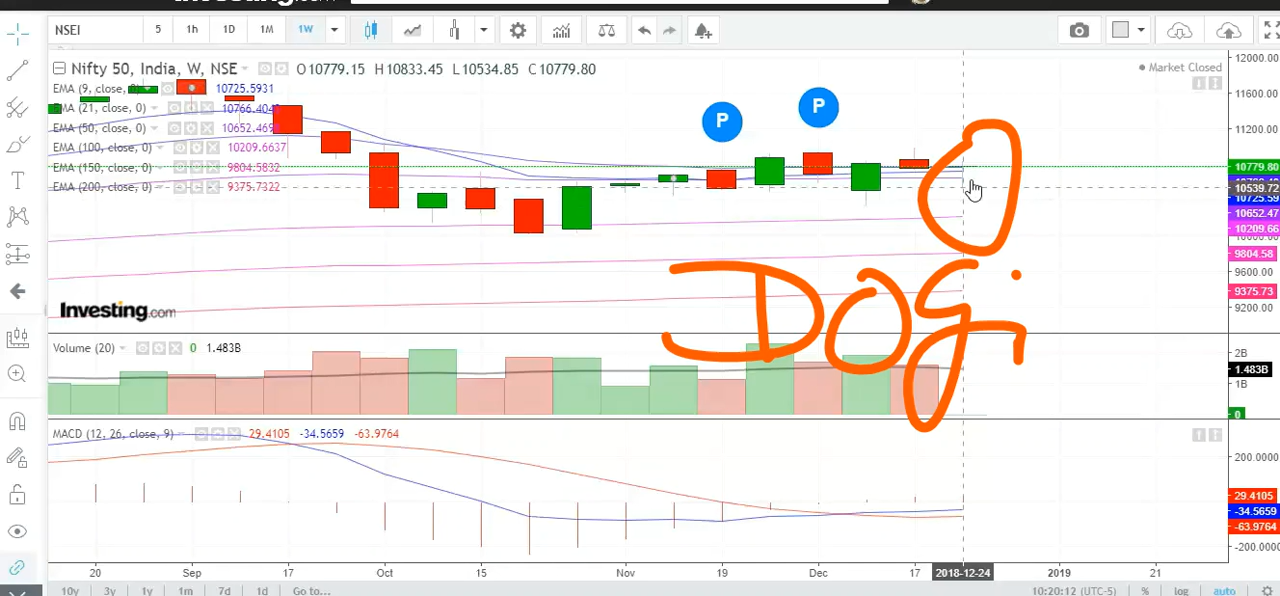 NSEI 5 1h 1D 1M 1W
Nifty 50, India, W, NSE O10779.15 H10833.45 L10534.85 C10779.80
Market Closed
EMA (9, close, 0) 10725.5931
EMA (21, close, 0)
EMA (50, close, 0)
EMA (100, close, 0) 10209.6637
EMA (150, close, 0) 9804.5832
EMA (200, close, 0) 9375.7322
P P
12000.00
11600.00
11200.00
10779.80
10539.72
10725.59
10652.47
10209.66
9804.58
9600.00
9375.73
9200.00
DOGi
Investing.com
Volume (20) 0 1.483B
2B
1.483B
1B
0
MACD (12, 26, close, 9) 29.4105 -34.5659 -63.9764
200.0000
29.4105
-34.5659
-63.9764
-200.0000
20 Sep 17 Oct 15 Nov 19 Dec 17 2018-12-24 2019 21
10y 3y 1y 1m 7d 1d Go to... 10:20:12 (UTC-5) % log auto